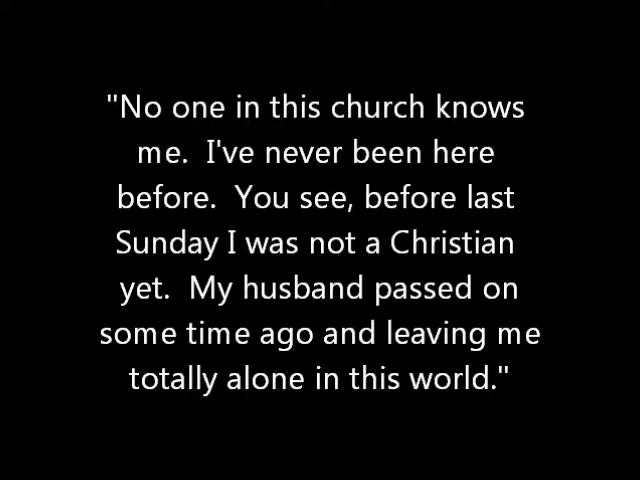 "No one in this church knows
me.  I've never been here
before.  You see, before last
Sunday I was not a Christian
yet.  My husband passed on
some time ago and leaving me
totally alone in this world."